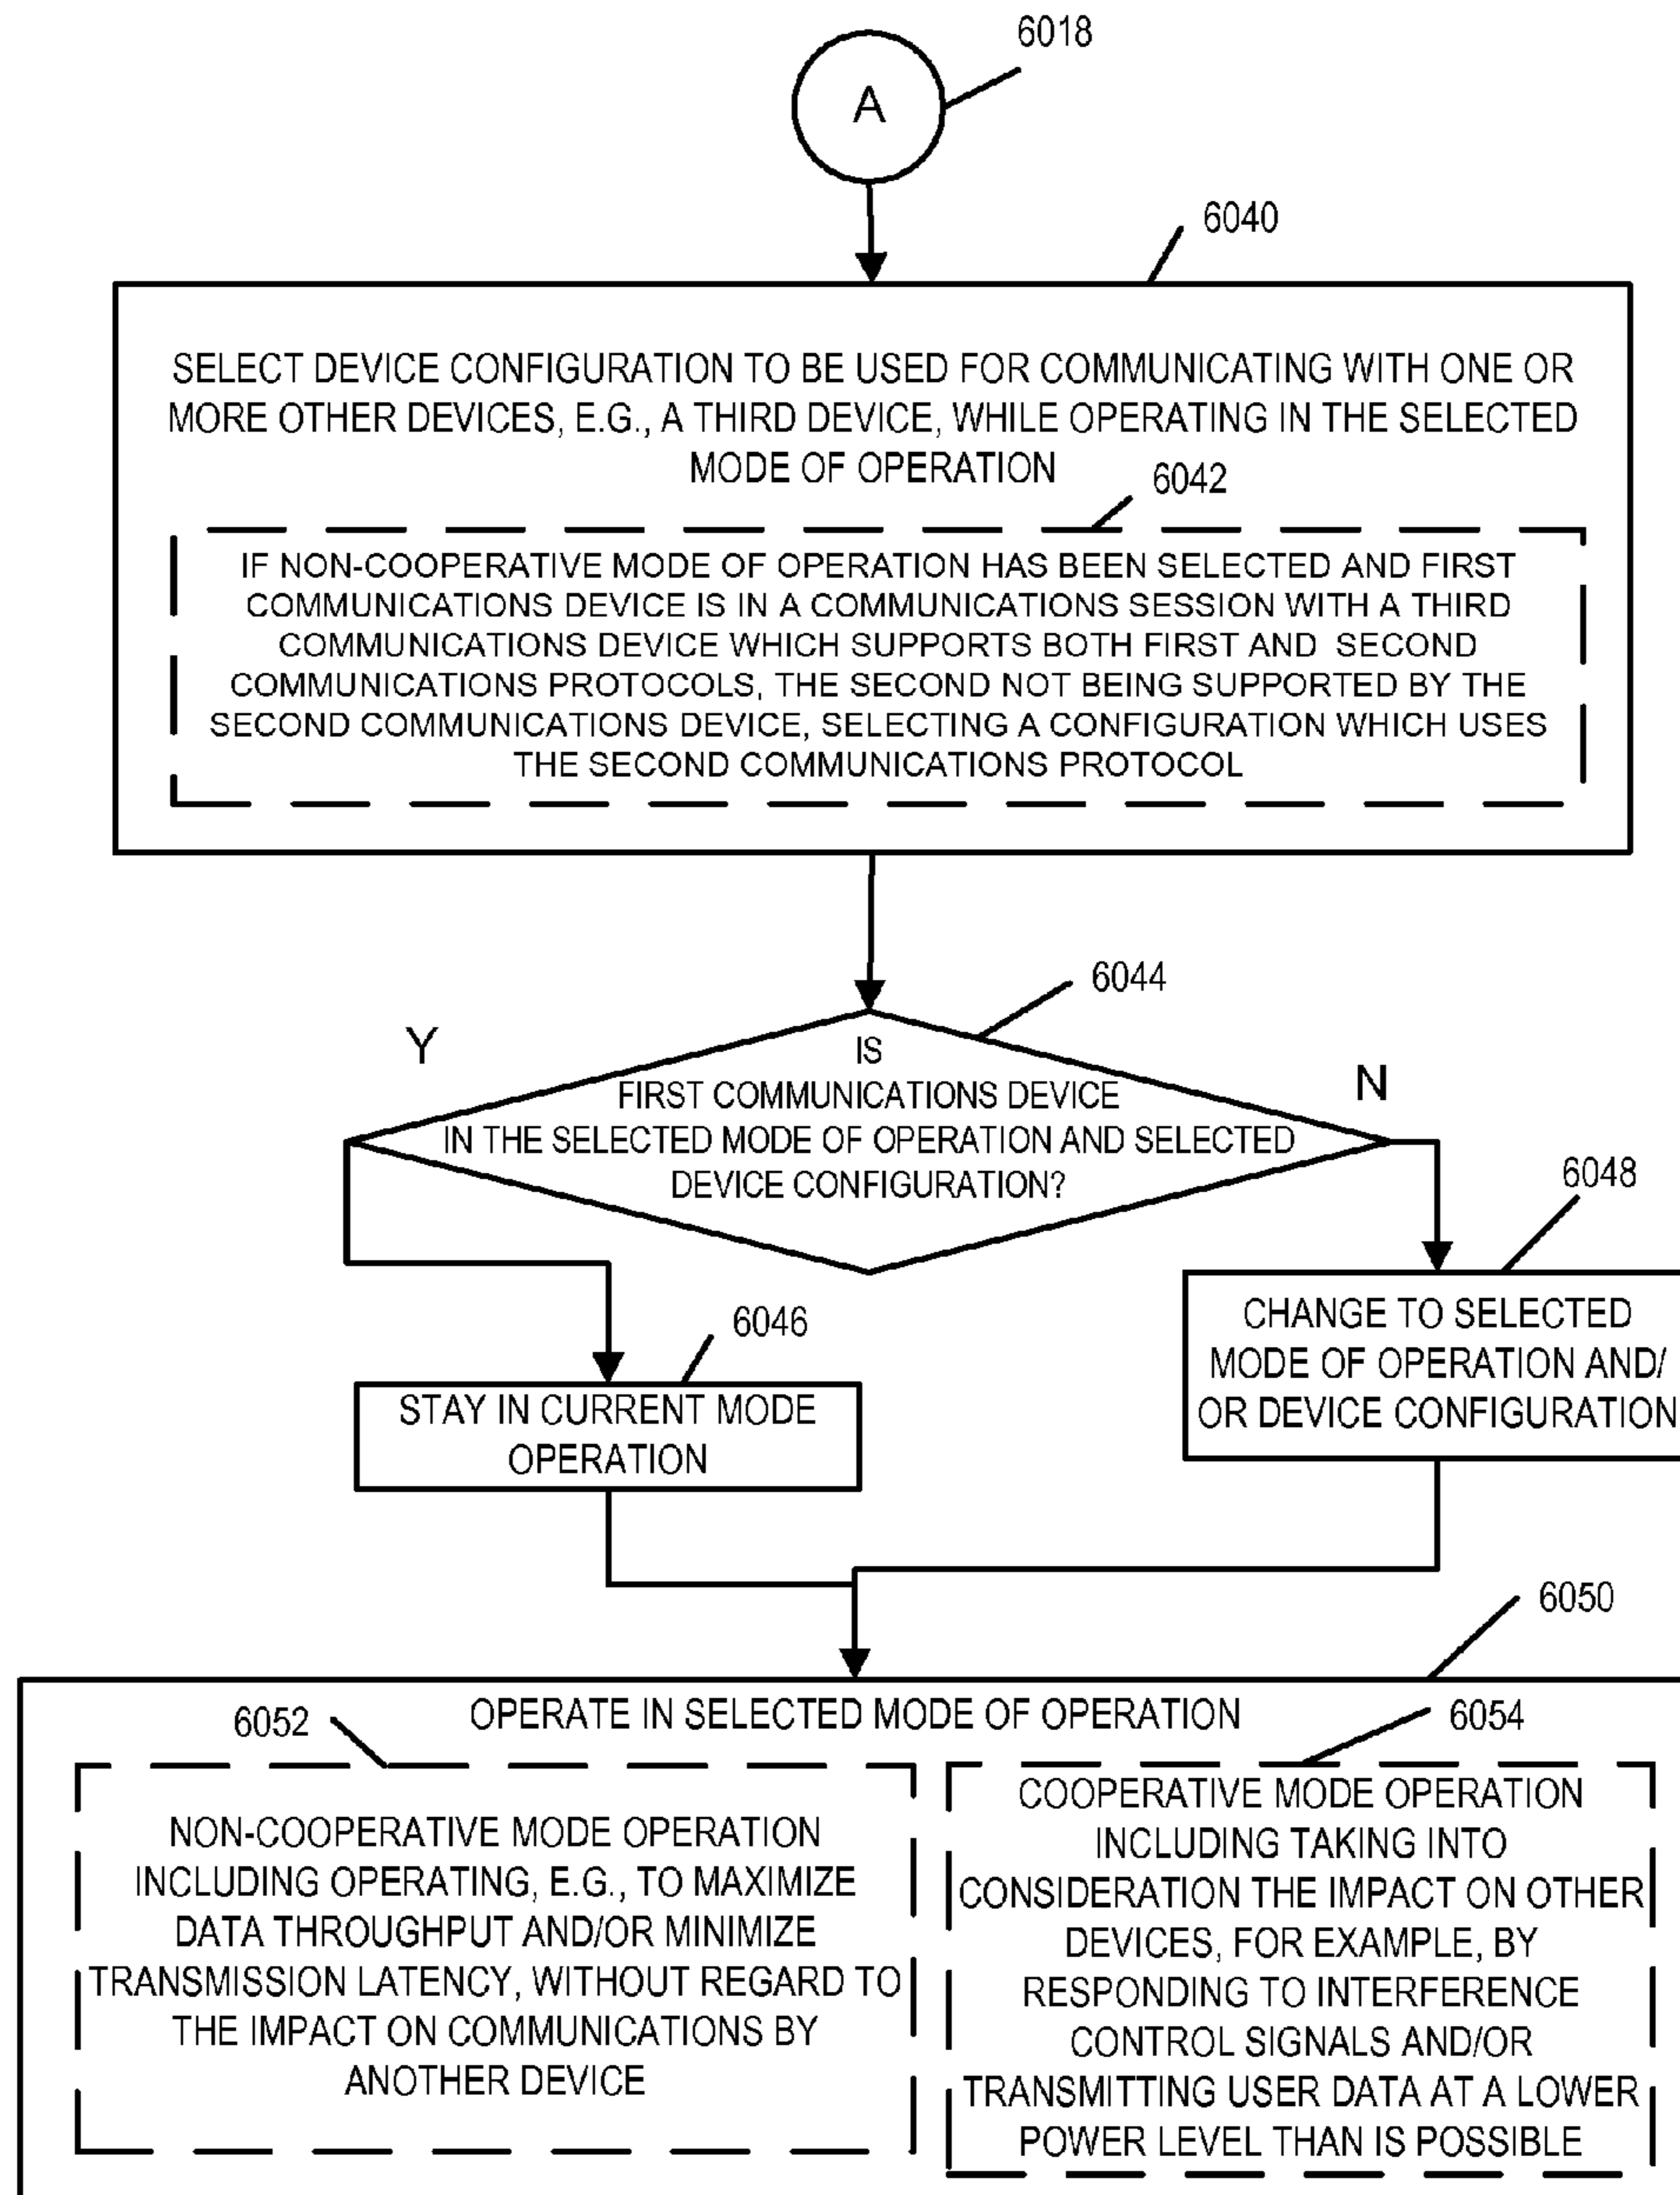 6018
A
6040
SELECT DEVICE CONFIGURATION TO BE USED FOR COMMUNICATING WITH ONE OR
MORE OTHER DEVICES, E.G., A THIRD DEVICE, WHILE OPERATING IN THE SELECTED
MODE OF OPERATION
6042
IF NON-COOPERATIVE MODE OF OPERATION HAS BEEN SELECTED AND FIRST
COMMUNICATIONS DEVICE IS IN A COMMUNICATIONS SESSION WITH A THIRD
COMMUNICATIONS DEVICE WHICH SUPPORTS BOTH FIRST AND SECOND
COMMUNICATIONS PROTOCOLS, THE SECOND NOT BEING SUPPORTED BY THE
SECOND COMMUNICATIONS DEVICE, SELECTING A CONFIGURATION WHICH USES
THE SECOND COMMUNICATIONS PROTOCOL
6044
Y
N
IS
FIRST COMMUNICATIONS DEVICE
IN THE SELECTED MODE OF OPERATION AND SELECTED
DEVICE CONFIGURATION?
6048
CHANGE TO SELECTED
MODE OF OPERATION AND/
OR DEVICE CONFIGURATION
6046
STAY IN CURRENT MODE
OPERATION
6050
OPERATE IN SELECTED MODE OF OPERATION
6052
NON-COOPERATIVE MODE OPERATION
INCLUDING OPERATING, E.G., TO MAXIMIZE
DATA THROUGHPUT AND/OR MINIMIZE
TRANSMISSION LATENCY, WITHOUT REGARD TO
THE IMPACT ON COMMUNICATIONS BY
ANOTHER DEVICE
6054
COOPERATIVE MODE OPERATION
INCLUDING TAKING INTO
CONSIDERATION THE IMPACT ON OTHER
DEVICES, FOR EXAMPLE, BY
RESPONDING TO INTERFERENCE
CONTROL SIGNALS AND/OR
TRANSMITTING USER DATA AT A LOWER
POWER LEVEL THAN IS POSSIBLE